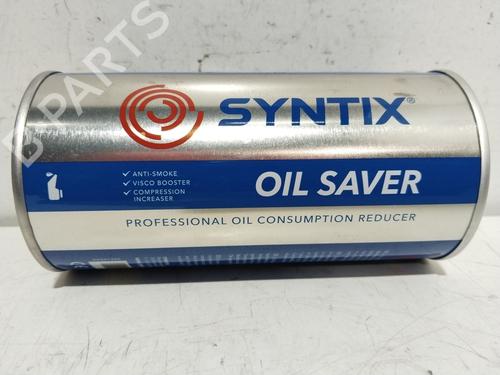 B-PARTS
SYNTIX®
✓ ANTI-SMOKE
✓ VISCO BOOSTER
✓ COMPRESSION
INCREASER
OIL SAVER
PROFESSIONAL OIL CONSUMPTION REDUCER